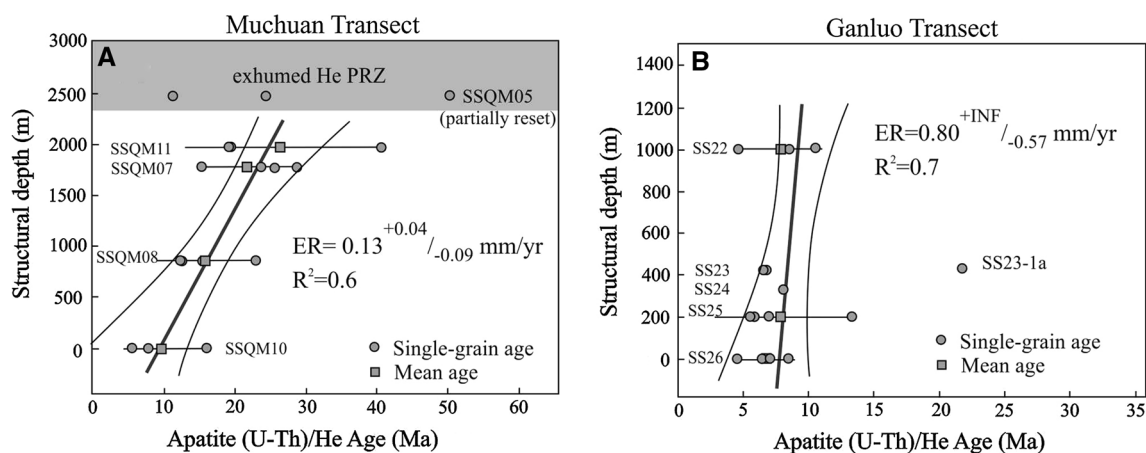 Muchuan Transect
A
exhumed He PRZ
SSQM05
(partially reset)
SSQM11
SSQM07
SSQM08
SSQM10
ER= 0.13 +0.04/-0.09 mm/yr
R²=0.6
Single-grain age
Mean age
3000
2500
2000
1500
1000
500
0
Structural depth (m)
0 10 20 30 40 50 60
Apatite (U-Th)/He Age (Ma)
Ganluo Transect
B
ER=0.80 +INF/-0.57 mm/yr
R²=0.7
SS22
SS23
SS24
SS25
SS26
SS23-1a
Single-grain age
Mean age
1400
1200
1000
800
600
400
200
0
Structural depth (m)
0 5 10 15 20 25 30 35
Apatite (U-Th)/He Age (Ma)